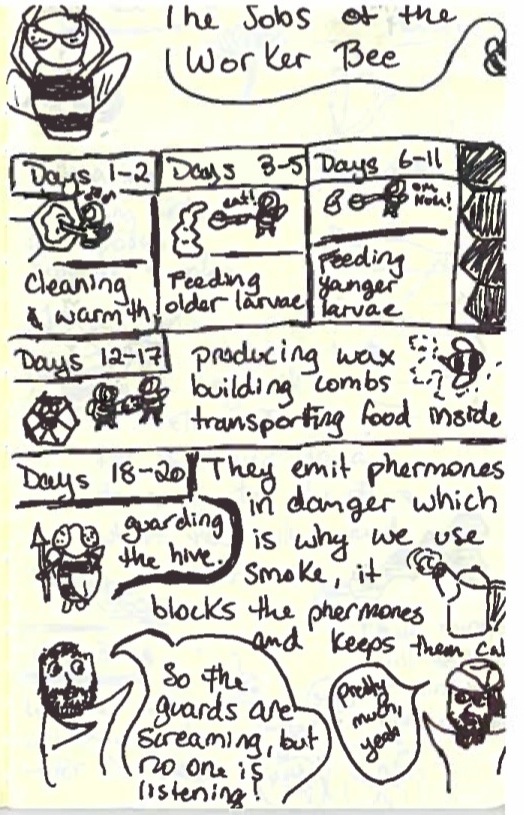 The Jobs of the
Worker Bee
Days 1-2
Days 3-5
Days 6-11
eat!
om
Nom!
Cleaning
& warmth
Feeding
older larvae
Feeding
yanger
larvae
Days 12-17
producing wax
building combs
transporting food inside
Days 18-20
They emit phermones
in danger which
is why we use
smoke, it
blocks the phermones
and keeps them cal
guarding
the hive.
So the
guards are
screaming, but
no one is
listening!
pretty
much,
yeah